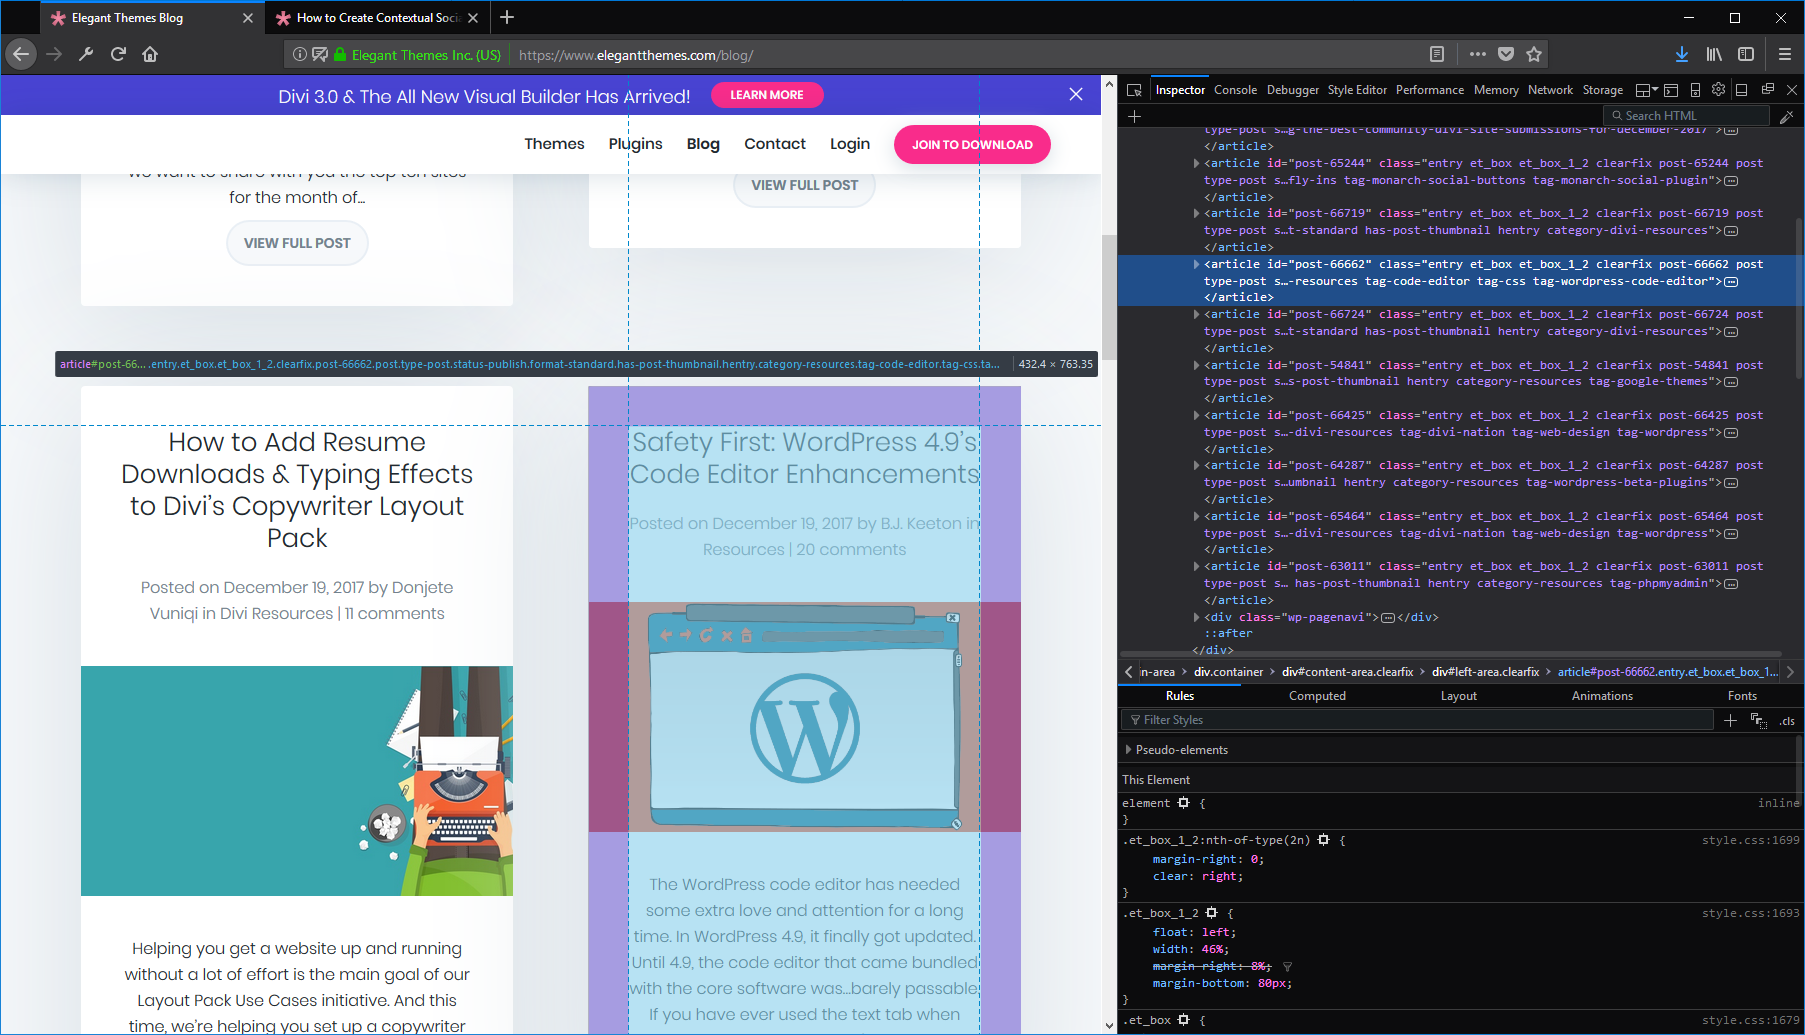 Elegant Themes Blog
How to Create Contextual Soci
Elegant Themes Inc. (US)
https://www.elegantthemes.com/blog/
Divi 3.0 & The All New Visual Builder Has Arrived!
LEARN MORE
Themes
Plugins
Blog
Contact
Login
JOIN TO DOWNLOAD
we want to share with you the top ten sites
for the month of...
VIEW FULL POST
VIEW FULL POST
article#post-66... .entry.et_box.et_box_1_2.clearfix.post-66662.post.type-post.status-publish.format-standard.has-post-thumbnail.hentry.category-resources.tag-code-editor.tag-css.ta...
432.4 × 763.35
How to Add Resume
Downloads & Typing Effects
to Divi’s Copywriter Layout
Pack
Posted on December 19, 2017 by Donjete
Vuniqi in Divi Resources | 11 comments
Helping you get a website up and running
without a lot of effort is the main goal of our
Layout Pack Use Cases initiative. And this
time, we’re helping you set up a copywriter
Safety First: WordPress 4.9’s
Code Editor Enhancements
Posted on December 19, 2017 by B.J. Keeton in
Resources | 20 comments
The WordPress code editor has needed
some extra love and attention for a long
time. In WordPress 4.9, it finally got updated.
Until 4.9, the code editor that came bundled
with the core software was...barely passable
If you have ever used the text tab when
Inspector
Console
Debugger
Style Editor
Performance
Memory
Network
Storage
Search HTML
type-post s...g-the-best-community-divi-site-submissions-for-december-2017">
</article>
<article id="post-65244" class="entry et_box et_box_1_2 clearfix post-65244 post
type-post s... fly-ins tag-monarch-social-buttons tag-monarch-social-plugin">
</article>
<article id="post-66719" class="entry et_box et_box_1_2 clearfix post-66719 post
type-post s...t-standard has-post-thumbnail hentry category-divi-resources">
</article>
<article id="post-66662" class="entry et_box et_box_1_2 clearfix post-66662 post
type-post s...-resources tag-code-editor tag-css tag-wordpress-code-editor">
</article>
<article id="post-66724" class="entry et_box et_box_1_2 clearfix post-66724 post
type-post s...t-standard has-post-thumbnail hentry category-divi-resources">
</article>
<article id="post-54841" class="entry et_box et_box_1_2 clearfix post-54841 post
type-post s...s-post-thumbnail hentry category-resources tag-google-themes">
</article>
<article id="post-66425" class="entry et_box et_box_1_2 clearfix post-66425 post
type-post s...-divi-resources tag-divi-nation tag-web-design tag-wordpress">
</article>
<article id="post-64287" class="entry et_box et_box_1_2 clearfix post-64287 post
type-post s...umbnail hentry category-resources tag-wordpress-beta-plugins">
</article>
<article id="post-65464" class="entry et_box et_box_1_2 clearfix post-65464 post
type-post s...-divi-resources tag-divi-nation tag-web-design tag-wordpress">
</article>
<article id="post-63011" class="entry et_box et_box_1_2 clearfix post-63011 post
type-post s... has-post-thumbnail hentry category-resources tag-phpmyadmin">
</article>
<div class="wp-pagenavi"></div>
::after
</div>
in-area
div.container
div#content-area.clearfix
div#left-area.clearfix
article#post-66662.entry.et_box.et_box_1...
Rules
Computed
Layout
Animations
Fonts
Filter Styles
.cls
Pseudo-elements
This Element
element {
inline
}
.et_box_1_2:nth-of-type(2n) {
style.css:1699
margin-right: 0;
clear: right;
}
.et_box_1_2 {
style.css:1693
float: left;
width: 46%;
margin-right: 8%;
margin-bottom: 80px;
}
.et_box {
style.css:1679